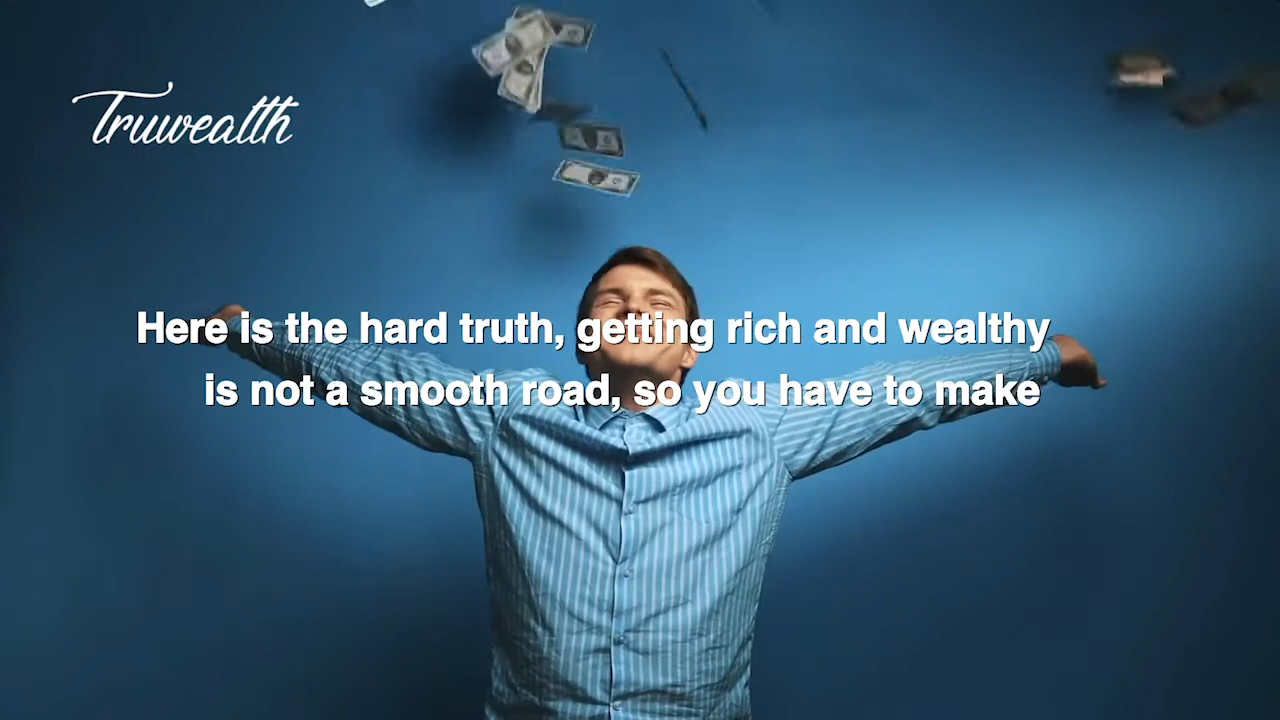 Truwealth
Here is the hard truth, getting rich and wealthy
is not a smooth road, so you have to make